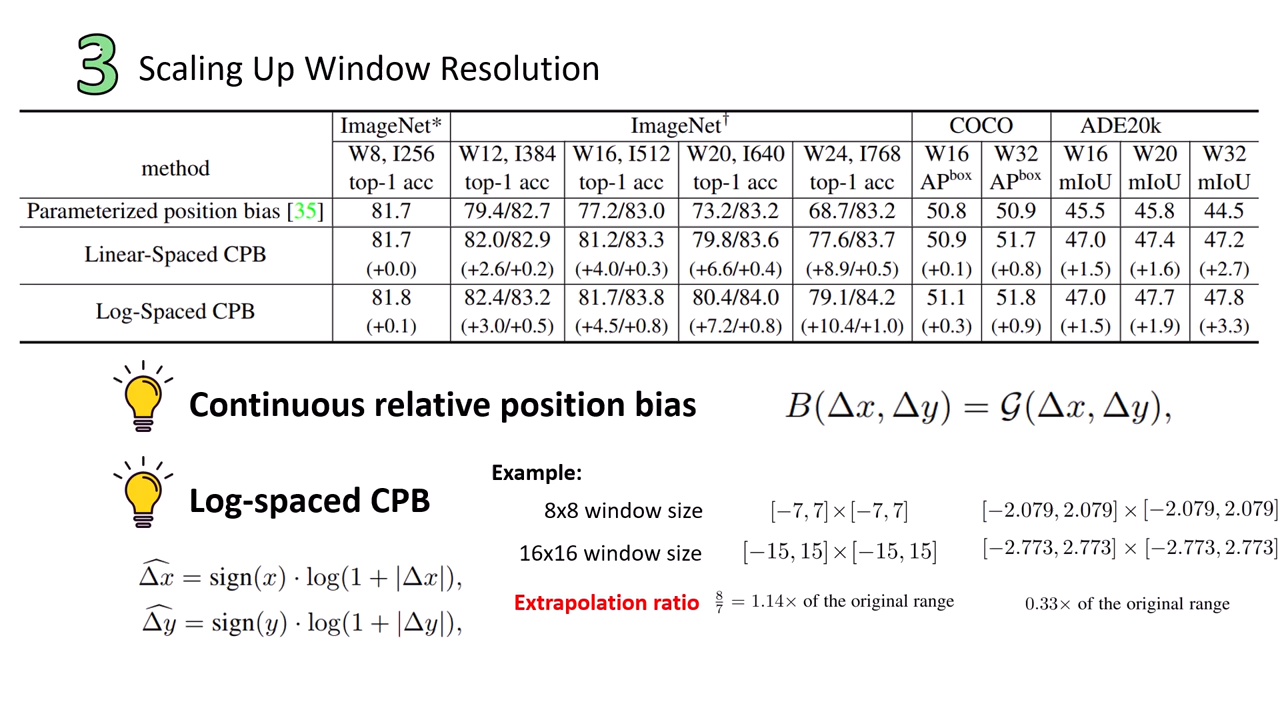 3 Scaling Up Window Resolution
method ImageNet* ImageNet† COCO ADE20k
W8, I256 W12, I384 W16, I512 W20, I640 W24, I768 W16 W32 W16 W20 W32
top-1 acc top-1 acc top-1 acc top-1 acc top-1 acc AP^box AP^box mIoU mIoU mIoU
Parameterized position bias [35] 81.7 79.4/82.7 77.2/83.0 73.2/83.2 68.7/83.2 50.8 50.9 45.5 45.8 44.5
Linear-Spaced CPB 81.7 82.0/82.9 81.2/83.3 79.8/83.6 77.6/83.7 50.9 51.7 47.0 47.4 47.2
(+0.0) (+2.6/+0.2) (+4.0/+0.3) (+6.6/+0.4) (+8.9/+0.5) (+0.1) (+0.8) (+1.5) (+1.6) (+2.7)
Log-Spaced CPB 81.8 82.4/83.2 81.7/83.8 80.4/84.0 79.1/84.2 51.1 51.8 47.0 47.7 47.8
(+0.1) (+3.0/+0.5) (+4.5/+0.8) (+7.2/+0.8) (+10.4/+1.0) (+0.3) (+0.9) (+1.5) (+1.9) (+3.3)
Continuous relative position bias B(Δx, Δy) = 𝒢(Δx, Δy),
Log-spaced CPB
Example:
8x8 window size [−7, 7]×[−7, 7] [−2.079, 2.079] × [−2.079, 2.079]
16x16 window size [−15, 15]×[−15, 15] [−2.773, 2.773] × [−2.773, 2.773]
Extrapolation ratio 8/7 = 1.14× of the original range 0.33× of the original range
Δ̂x = sign(x) · log(1 + |Δx|),
Δ̂y = sign(y) · log(1 + |Δy|),